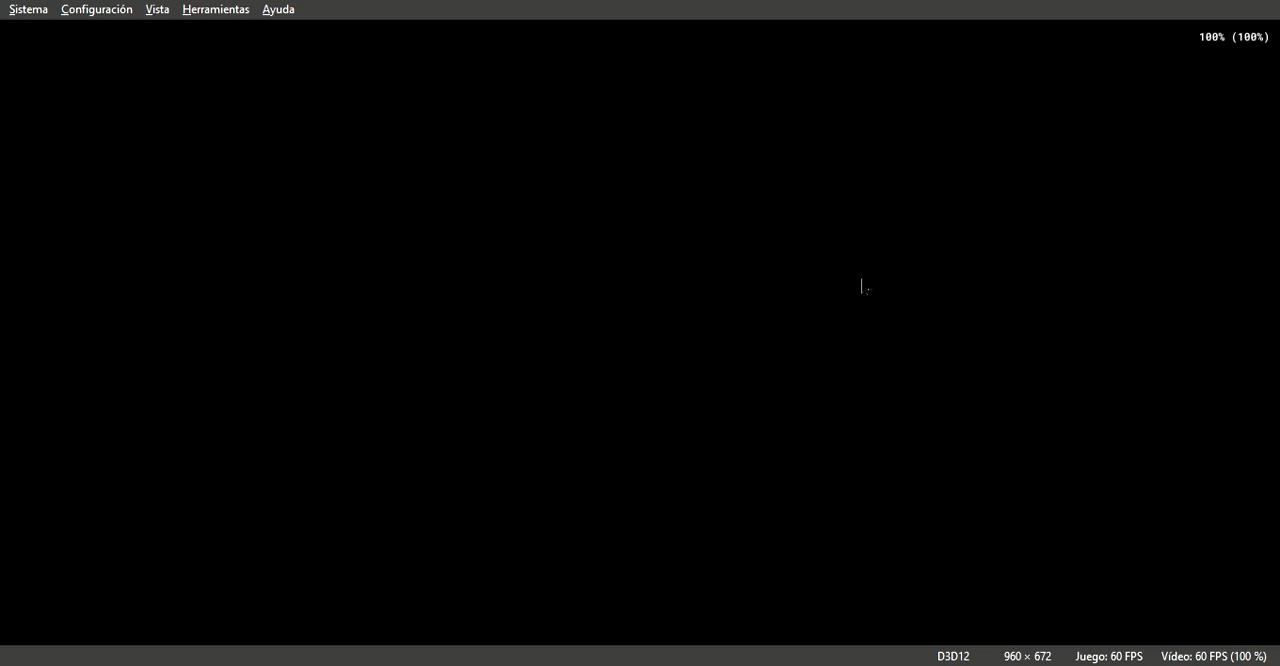 Sistema Configuración Vista Herramientas Ayuda
100% (100%)
D3D12 960 × 672 Juego: 60 FPS Vídeo: 60 FPS (100 %)